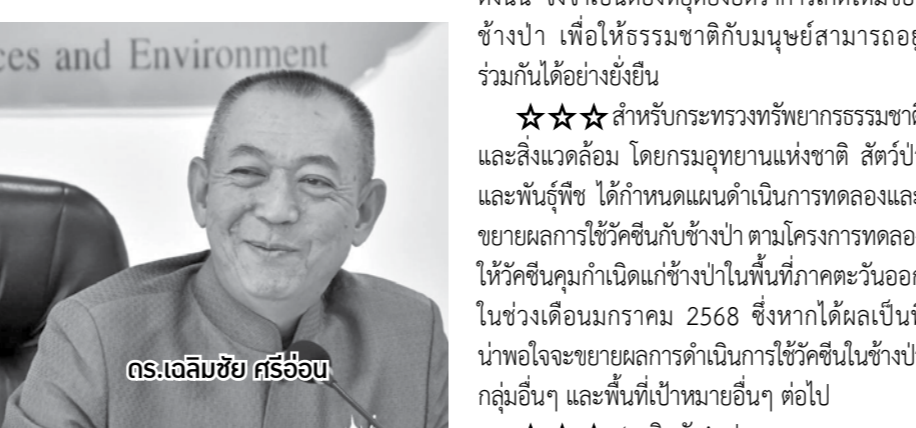 ces and Environment
ดร.เฉลิมชัย ศรีอ่อน
ช้างป่า เพื่อให้ธรรมชาติกับมนุษย์สามารถอยู่
ร่วมกันได้อย่างยั่งยืน
☆☆☆ สำหรับกระทรวงทรัพยากรธรรมชาติ
และสิ่งแวดล้อม โดยกรมอุทยานแห่งชาติ สัตว์ป่า
และพันธุ์พืช ได้กำหนดแผนดำเนินการทดลองและ
ขยายผลการใช้วัคซีนกับช้างป่า ตามโครงการทดลอง
ให้วัคซีนคุมกำเนิดแก่ช้างป่าในพื้นที่ภาคตะวันออก
ในช่วงเดือนมกราคม 2568 ซึ่งหากได้ผลเป็นที่
น่าพอใจจะขยายผลการดำเนินการใช้วัคซีนในช้างป่า
กลุ่มอื่นๆ และพื้นที่เป้าหมายอื่นๆ ต่อไป